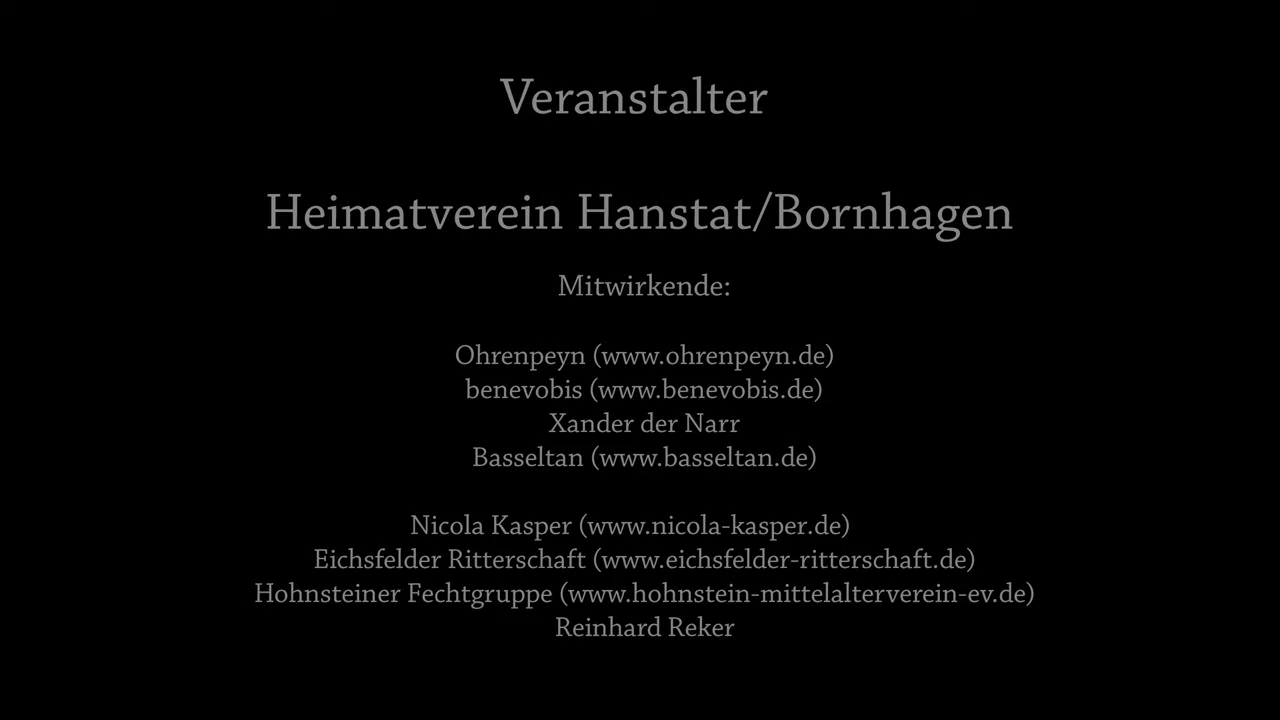 Veranstalter
Heimatverein Hanstat/Bornhagen
Mitwirkende:
Ohrenpeyn (www.ohrenpeyn.de)
benevobis (www.benevobis.de)
Xander der Narr
Basseltan (www.basseltan.de)
Nicola Kasper (www.nicola-kasper.de)
Eichsfelder Ritterschaft (www.eichsfelder-ritterschaft.de)
Hohnsteiner Fechtgruppe (www.hohnstein-mittelalterverein-ev.de)
Reinhard Reker